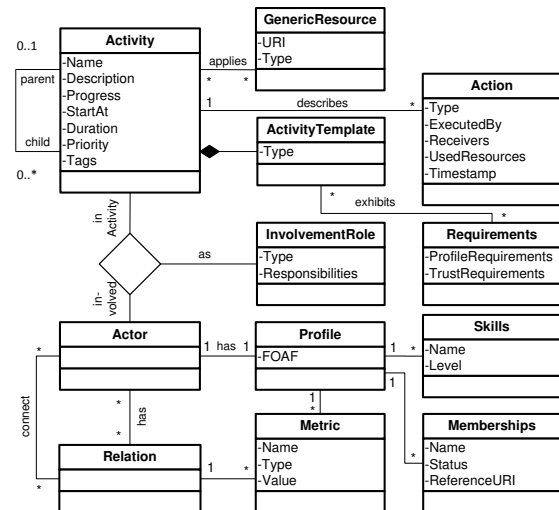 GenericResource
-URI
-Type
Activity
-Name
-Description
-Progress
-StartAt
-Duration
-Priority
-Tags
0..1
parent
child
0..*
applies
*
*
1
describes
*
Action
-Type
-ExecutedBy
-Receivers
-UsedResources
-Timestamp
ActivityTemplate
-Type
*
exhibits
*
in
Activity
as
InvolvementRole
-Type
-Responsibilities
Requirements
-ProfileRequirements
-TrustRequirements
in-
volved
Actor
1
has
1
Profile
-FOAF
1
*
Skills
-Name
-Level
*
connect
*
*
has
*
1
*
1
*
Relation
1
*
Metric
-Name
-Type
-Value
Memberships
-Name
-Status
-ReferenceURI